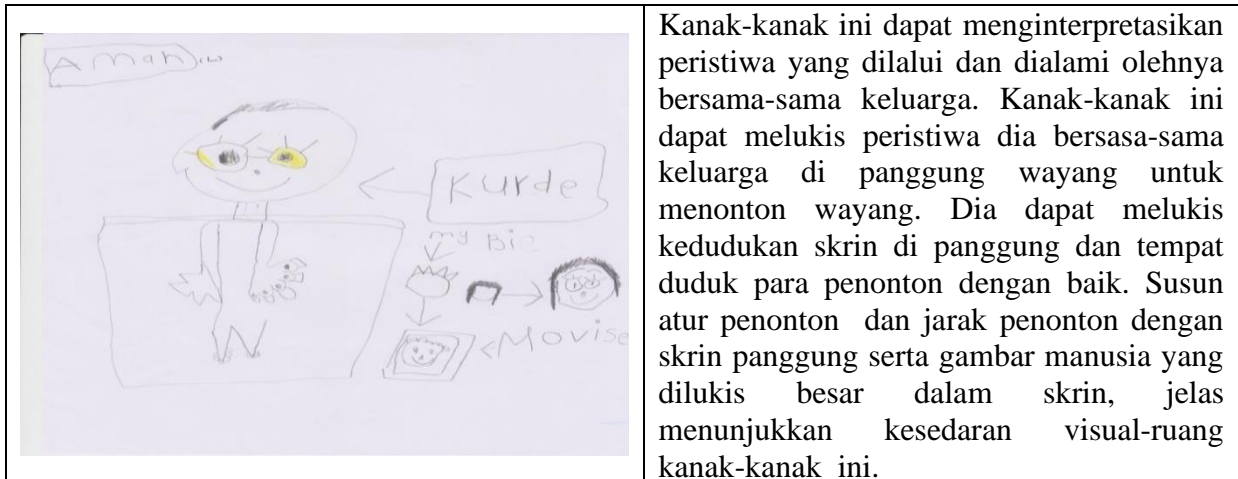 Aman
Kurde
my Bic
Movise
Kanak-kanak ini dapat menginterpretasikan
peristiwa yang dilalui dan dialami olehnya
bersama-sama keluarga. Kanak-kanak ini
dapat melukis peristiwa dia bersasa-sama
keluarga di panggung wayang untuk
menonton wayang. Dia dapat melukis
kedudukan skrin di panggung dan tempat
duduk para penonton dengan baik. Susun
atur penonton dan jarak penonton dengan
skrin panggung serta gambar manusia yang
dilukis besar dalam skrin, jelas
menunjukkan kesedaran visual-ruang
kanak-kanak ini.